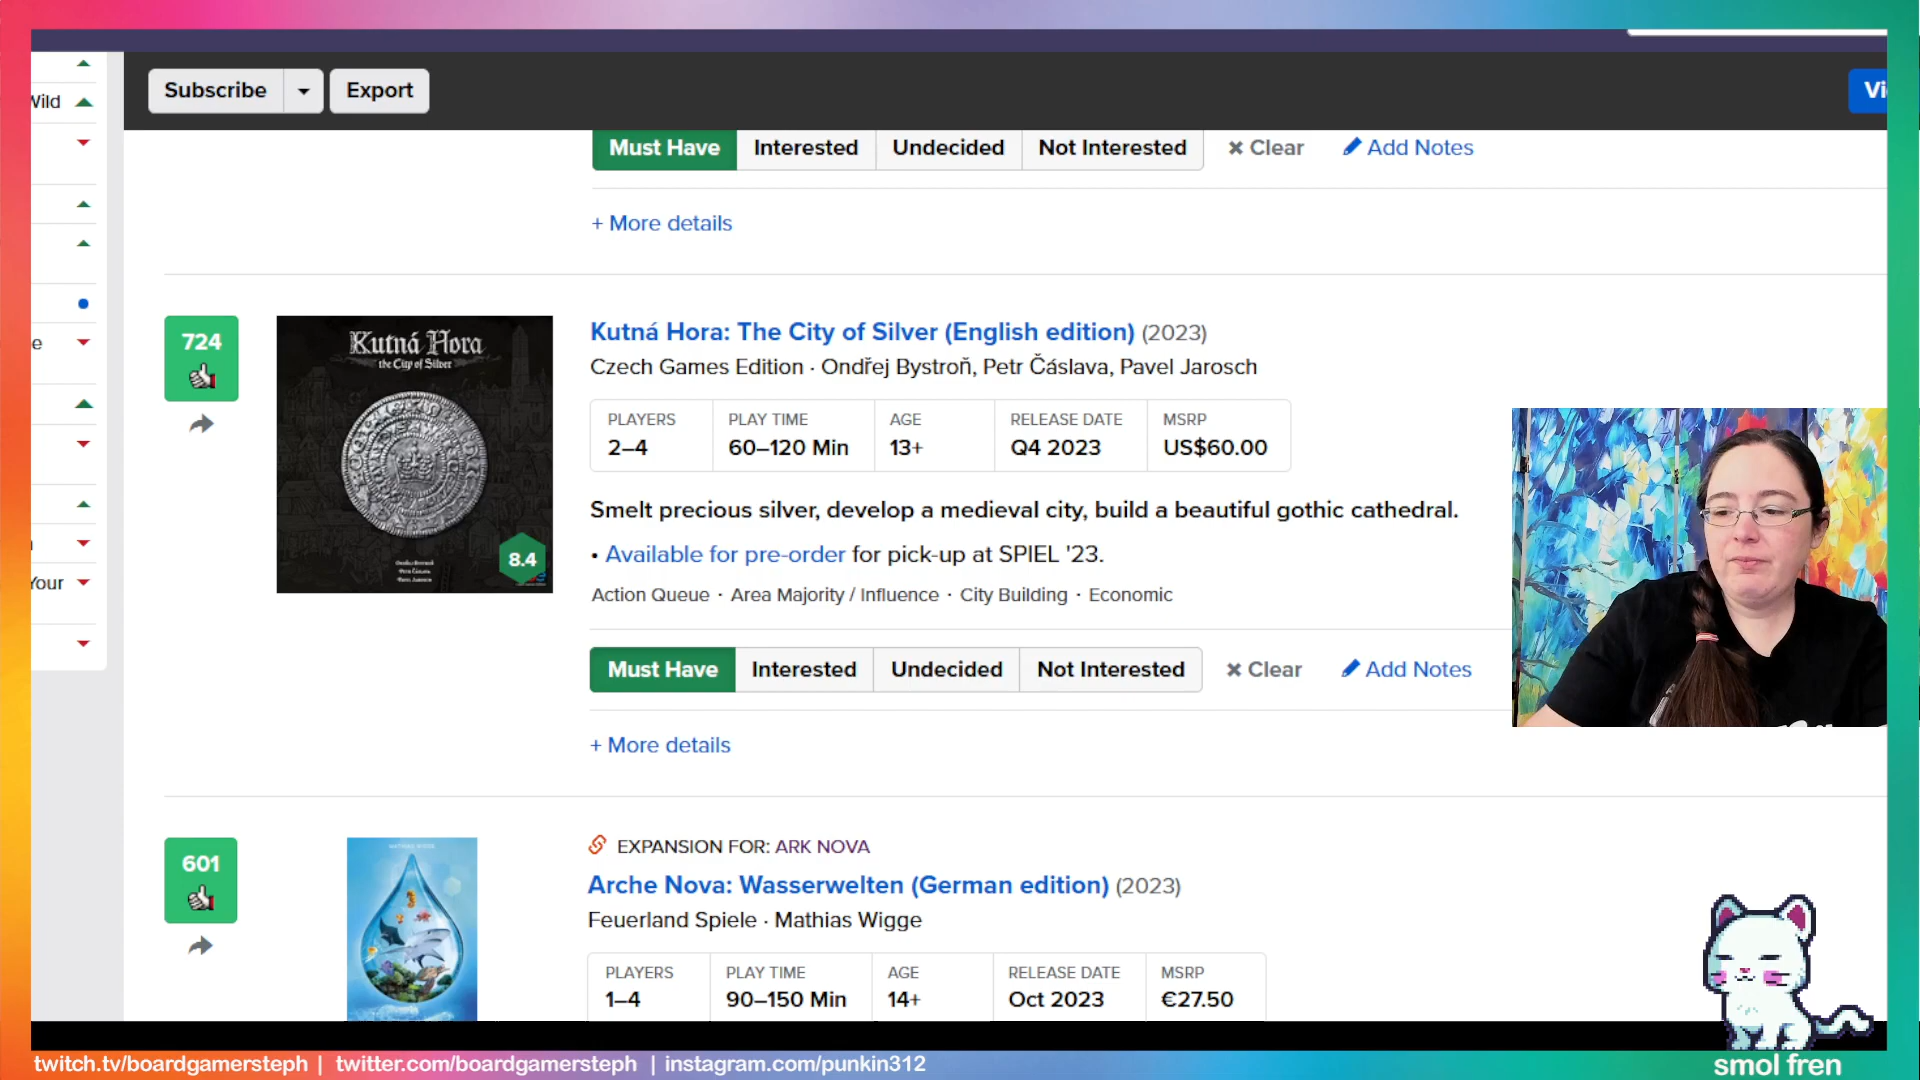 Subscribe Export
Wild
Must Have Interested Undecided Not Interested Clear Add Notes
+ More details
e
Your
724
Kutná Hora
the City of Silver
8.4
Kutná Hora: The City of Silver (English edition) (2023)
Czech Games Edition · Ondřej Bystroň, Petr Čáslava, Pavel Jarosch
PLAYERS PLAY TIME AGE RELEASE DATE MSRP
2–4 60–120 Min 13+ Q4 2023 US$60.00
Smelt precious silver, develop a medieval city, build a beautiful gothic cathedral.
• Available for pre-order for pick-up at SPIEL '23.
Action Queue · Area Majority / Influence · City Building · Economic
Must Have Interested Undecided Not Interested Clear Add Notes
+ More details
601
EXPANSION FOR: ARK NOVA
Arche Nova: Wasserwelten (German edition) (2023)
Feuerland Spiele · Mathias Wigge
PLAYERS PLAY TIME AGE RELEASE DATE MSRP
1–4 90–150 Min 14+ Oct 2023 €27.50
twitch.tv/boardgamersteph | twitter.com/boardgamersteph | instagram.com/punkin312
smol fren